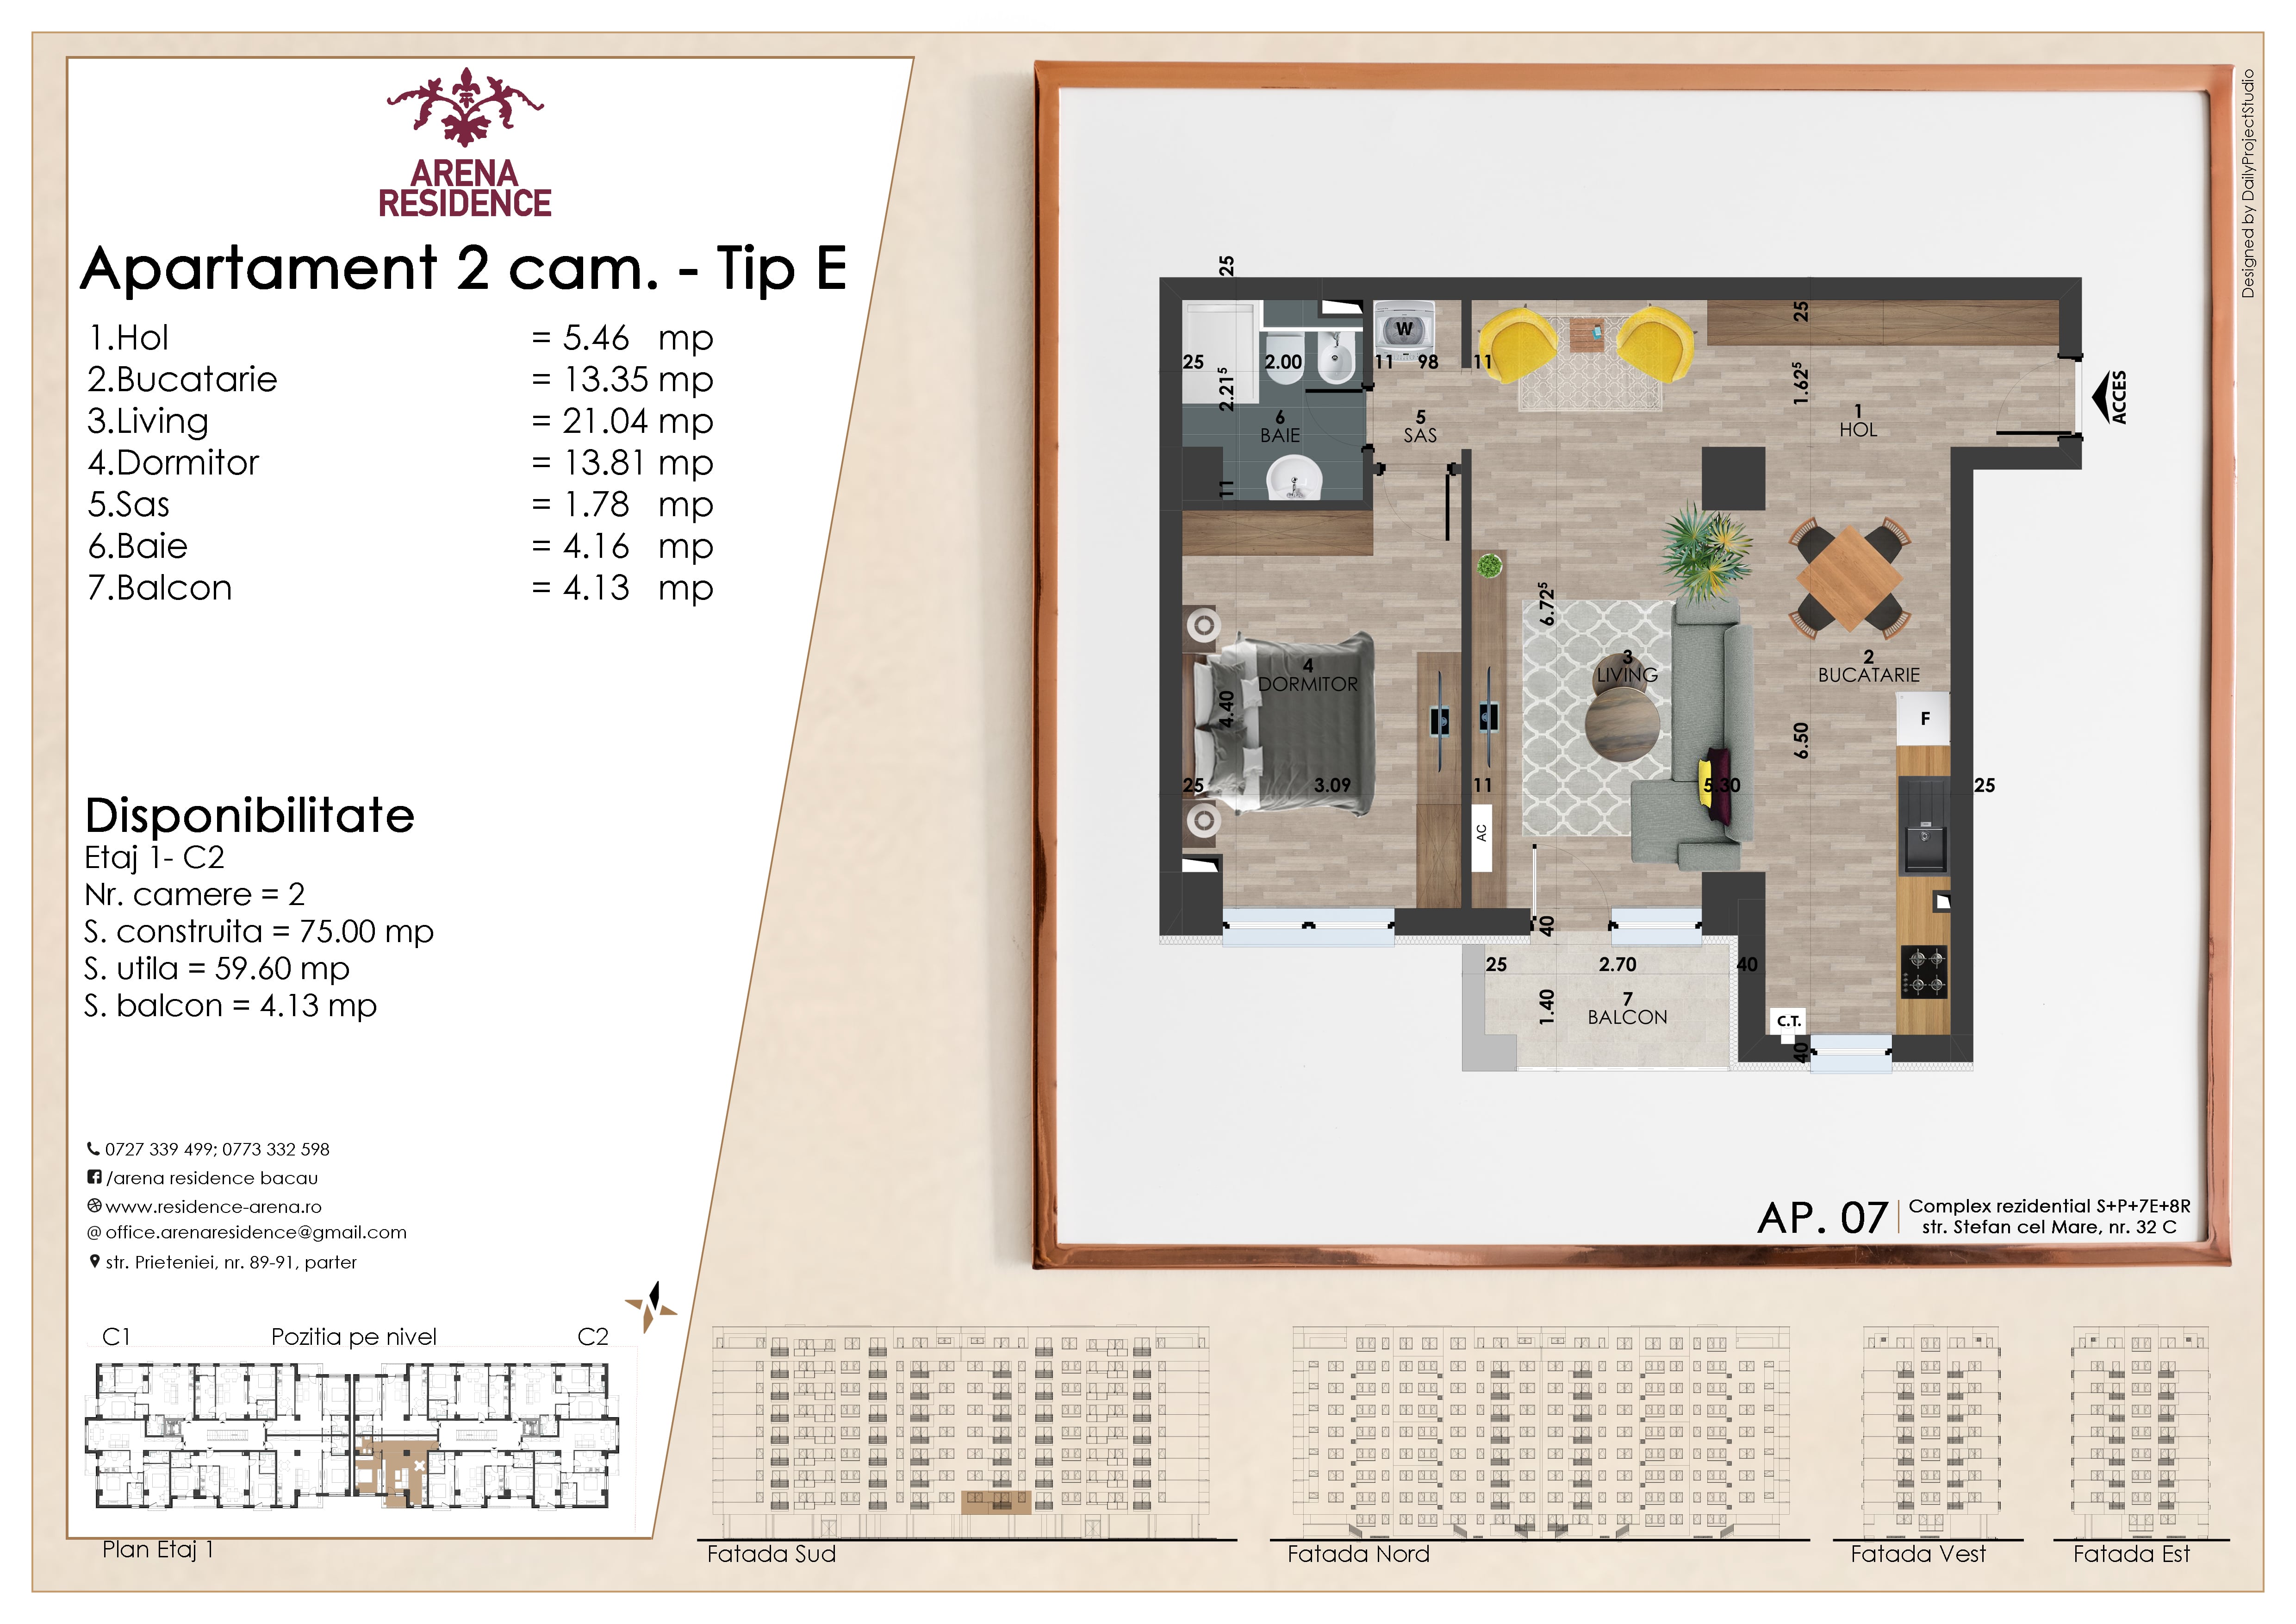 ARENA
RESIDENCE
Apartament 2 cam. - Tip E
1.Hol = 5.46 mp
2.Bucatarie = 13.35 mp
3.Living = 21.04 mp
4.Dormitor = 13.81 mp
5.Sas = 1.78 mp
6.Baie = 4.16 mp
7.Balcon = 4.13 mp
Disponibilitate
Etaj 1- C2
Nr. camere = 2
S. construita = 75.00 mp
S. utila = 59.60 mp
S. balcon = 4.13 mp
0727 339 499; 0773 332 598
/arena residence bacau
www.residence-arena.ro
@ office.arenaresidence@gmail.com
str. Prieteniei, nr. 89-91, parter
C1 Pozitia pe nivel C2
Plan Etaj 1
Designed by DailyProjectStudio
25
25
W
25 2.00 11 98 11
2.21⁵
1.62⁵
ACCES
6
BAIE
5
SAS
1
HOL
11
6.72⁵
4
DORMITOR
3
LIVING
2
BUCATARIE
4.40
6.50
F
25 3.09 11 5.30 25
AC
40
25 2.70 40
1.40
7
BALCON
C.T.
40
AP. 07
Complex rezidential S+P+7E+8R
str. Stefan cel Mare, nr. 32 C
Fatada Sud
Fatada Nord
Fatada Vest
Fatada Est